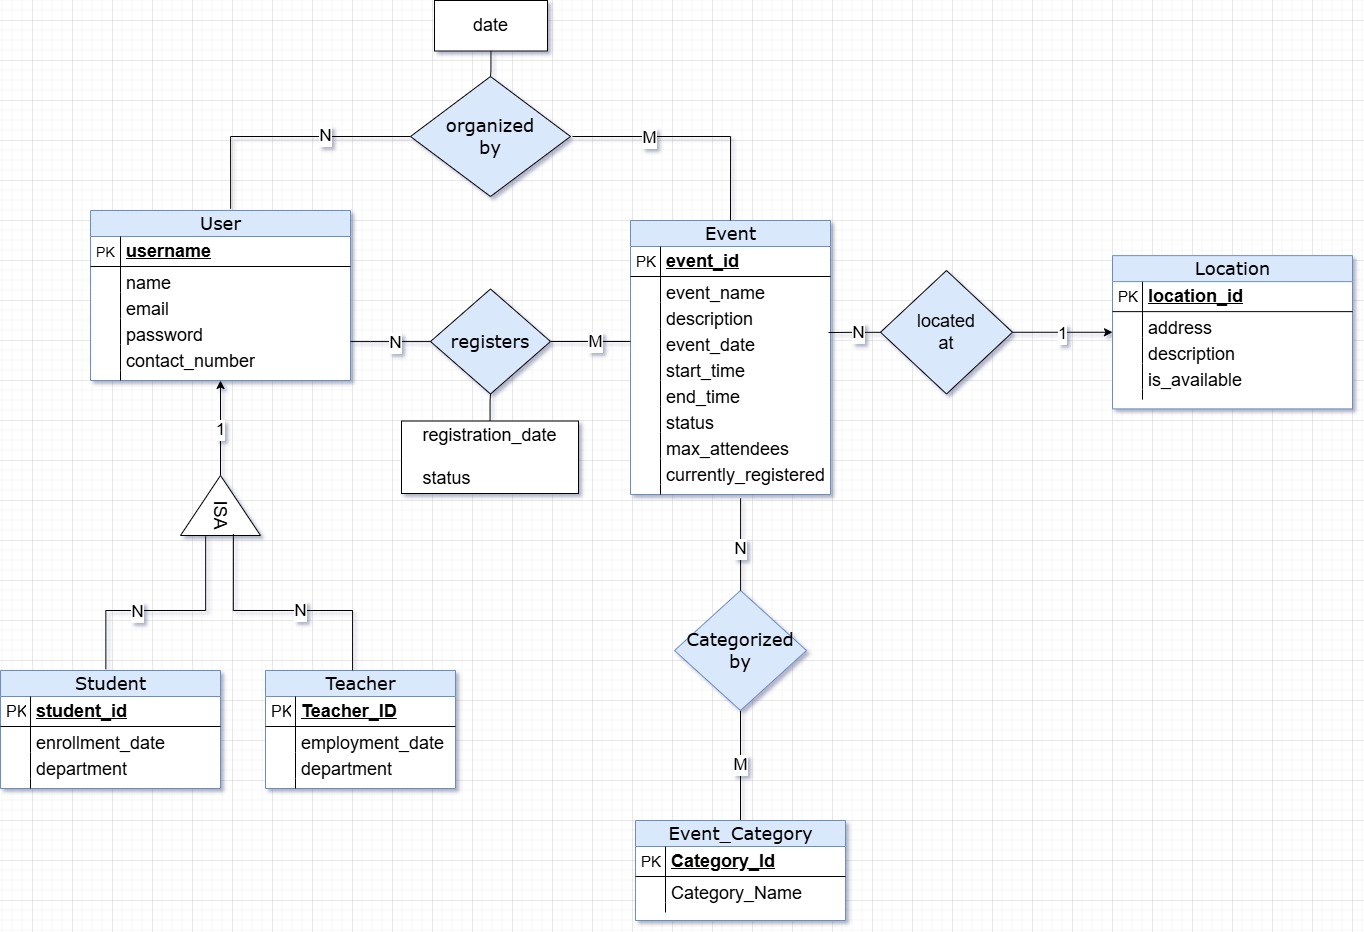 date
organized
by
N
M
User
PK username
name
email
password
contact_number
Event
PK event_id
event_name
description
event_date
start_time
end_time
status
max_attendees
currently_registered
Location
PK location_id
address
description
is_available
N
registers
M
registration_date
status
N
located
at
1
1
ISA
N
N
Student
PK student_id
enrollment_date
department
Teacher
PK Teacher_ID
employment_date
department
N
Categorized
by
M
Event_Category
PK Category_Id
Category_Name